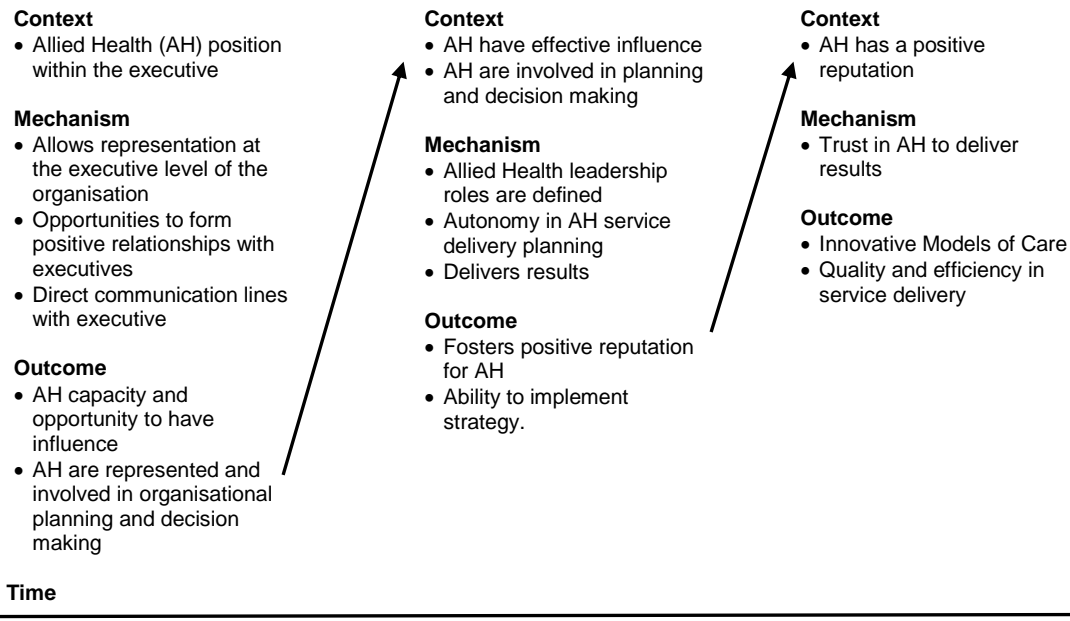 Context
• Allied Health (AH) position
within the executive
Mechanism
• Allows representation at
the executive level of the
organisation
• Opportunities to form
positive relationships with
executives
• Direct communication lines
with executive
Outcome
• AH capacity and
opportunity to have
influence
• AH are represented and
involved in organisational
planning and decision
making
Context
• AH have effective influence
• AH are involved in planning
and decision making
Mechanism
• Allied Health leadership
roles are defined
• Autonomy in AH service
delivery planning
• Delivers results
Outcome
• Fosters positive reputation
for AH
• Ability to implement
strategy.
Context
• AH has a positive
reputation
Mechanism
• Trust in AH to deliver
results
Outcome
• Innovative Models of Care
• Quality and efficiency in
service delivery
Time